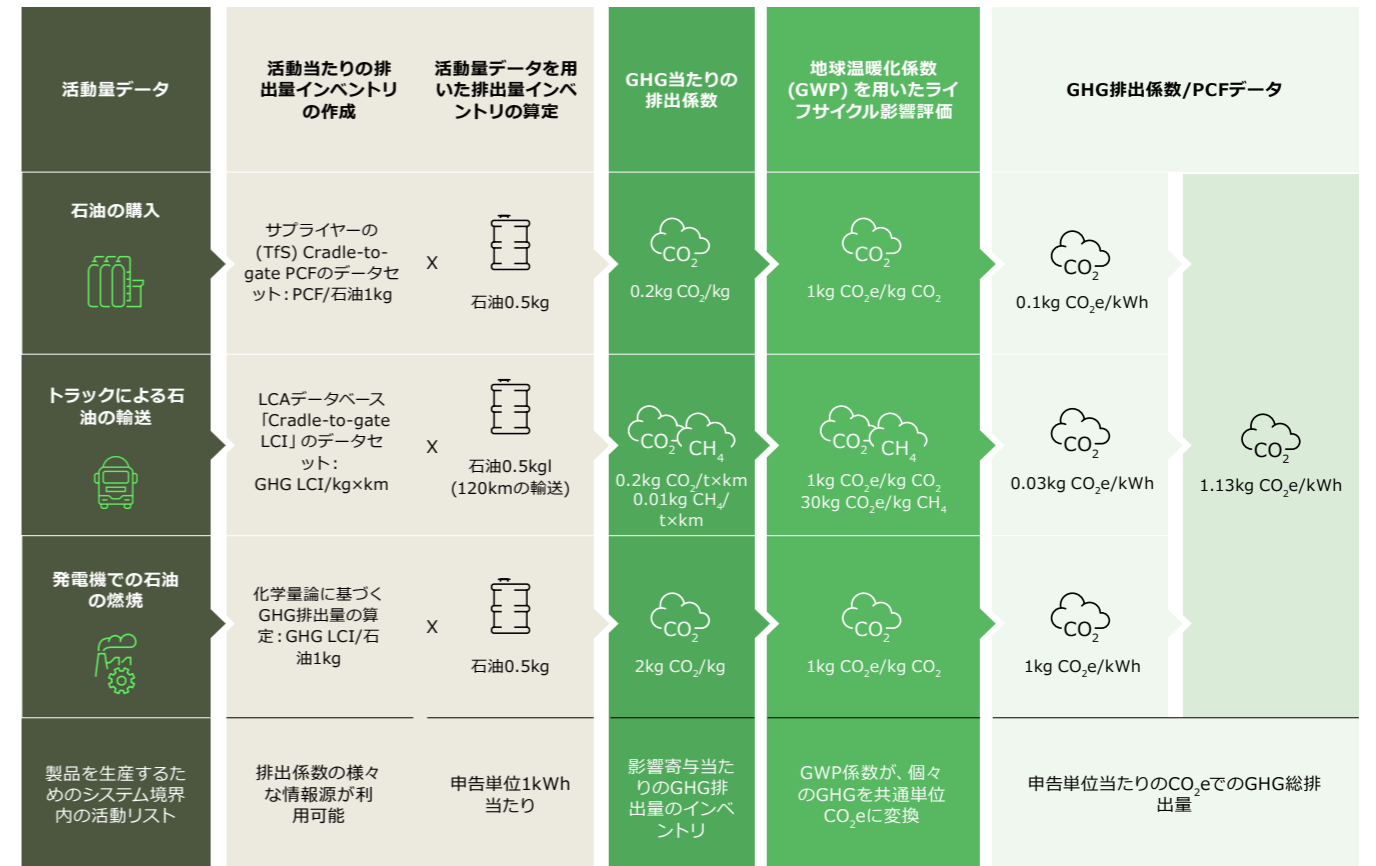 活動量データ
活動当たりの排
出量インベントリ
の作成
活動量データを用
いた排出量インベ
ントリの算定
GHG当たりの
排出係数
地球温暖化係数
(GWP) を用いたライ
フサイクル影響評価
GHG排出係数/PCFデータ
石油の購入
サプライヤーの
(TfS) Cradle-to-
gate PCFのデータセ
ット：PCF/石油1kg
X
石油0.5kg
CO2
0.2kg CO2/kg
CO2
1kg CO2e/kg CO2
CO2
0.1kg CO2e/kWh
トラックによる石
油の輸送
LCAデータベース
「Cradle-to-gate
LCI」のデータセ
ット：
GHG LCI/kg×km
X
石油0.5kgl
(120kmの輸送)
CO2 CH4
0.2kg CO2/t×km
0.01kg CH4/
t×km
CO2 CH4
1kg CO2e/kg CO2
30kg CO2e/kg CH4
CO2
0.03kg CO2e/kWh
CO2
1.13kg CO2e/kWh
発電機での石油
の燃焼
化学量論に基づく
GHG排出量の算
定：GHG LCI/石
油1kg
X
石油0.5kg
CO2
2kg CO2/kg
CO2
1kg CO2e/kg CO2
CO2
1kg CO2e/kWh
製品を生産するた
めのシステム境界
内の活動リスト
排出係数の様々
な情報源が利
用可能
申告単位1kWh
当たり
影響寄与当た
りのGHG排
出量のインベ
ントリ
GWP係数が、個々
のGHGを共通単位
CO2eに変換
申告単位当たりのCO2eでのGHG総排
出量